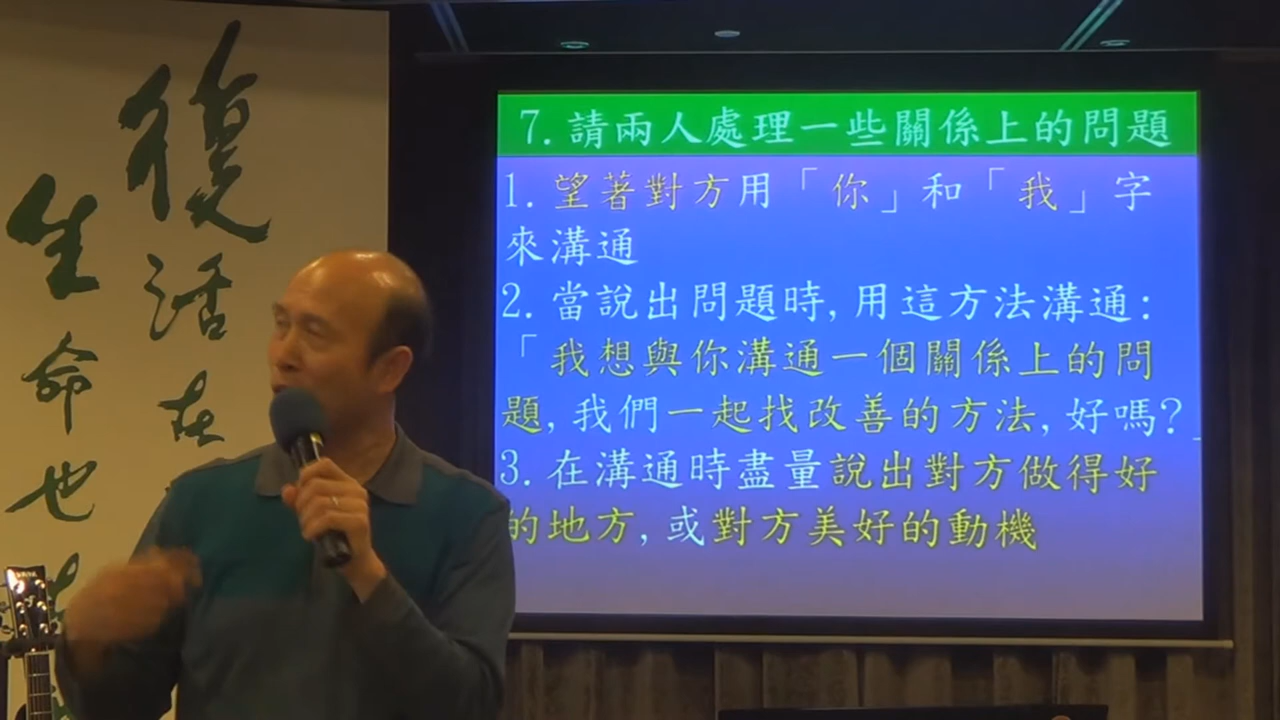 7.請兩人處理一些關係上的問題
1.望著對方用「你」和「我」字
來溝通
2.當說出問題時,用這方法溝通:
「我想與你溝通一個關係上的問
題,我們一起找改善的方法,好嗎?」
3.在溝通時盡量說出對方做得好
的地方,或對方美好的動機
復活在
生命也在